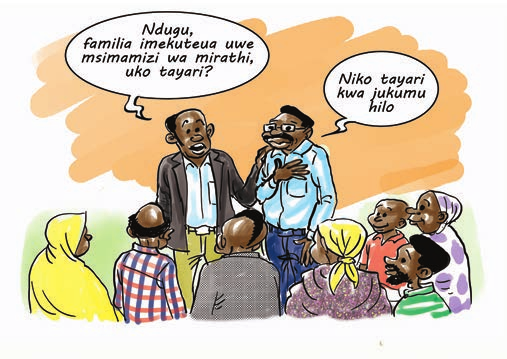 Ndugu,
familia imekuteua uwe
msimamizi wa mirathi,
uko tayari?
Niko tayari
kwa jukumu
hilo